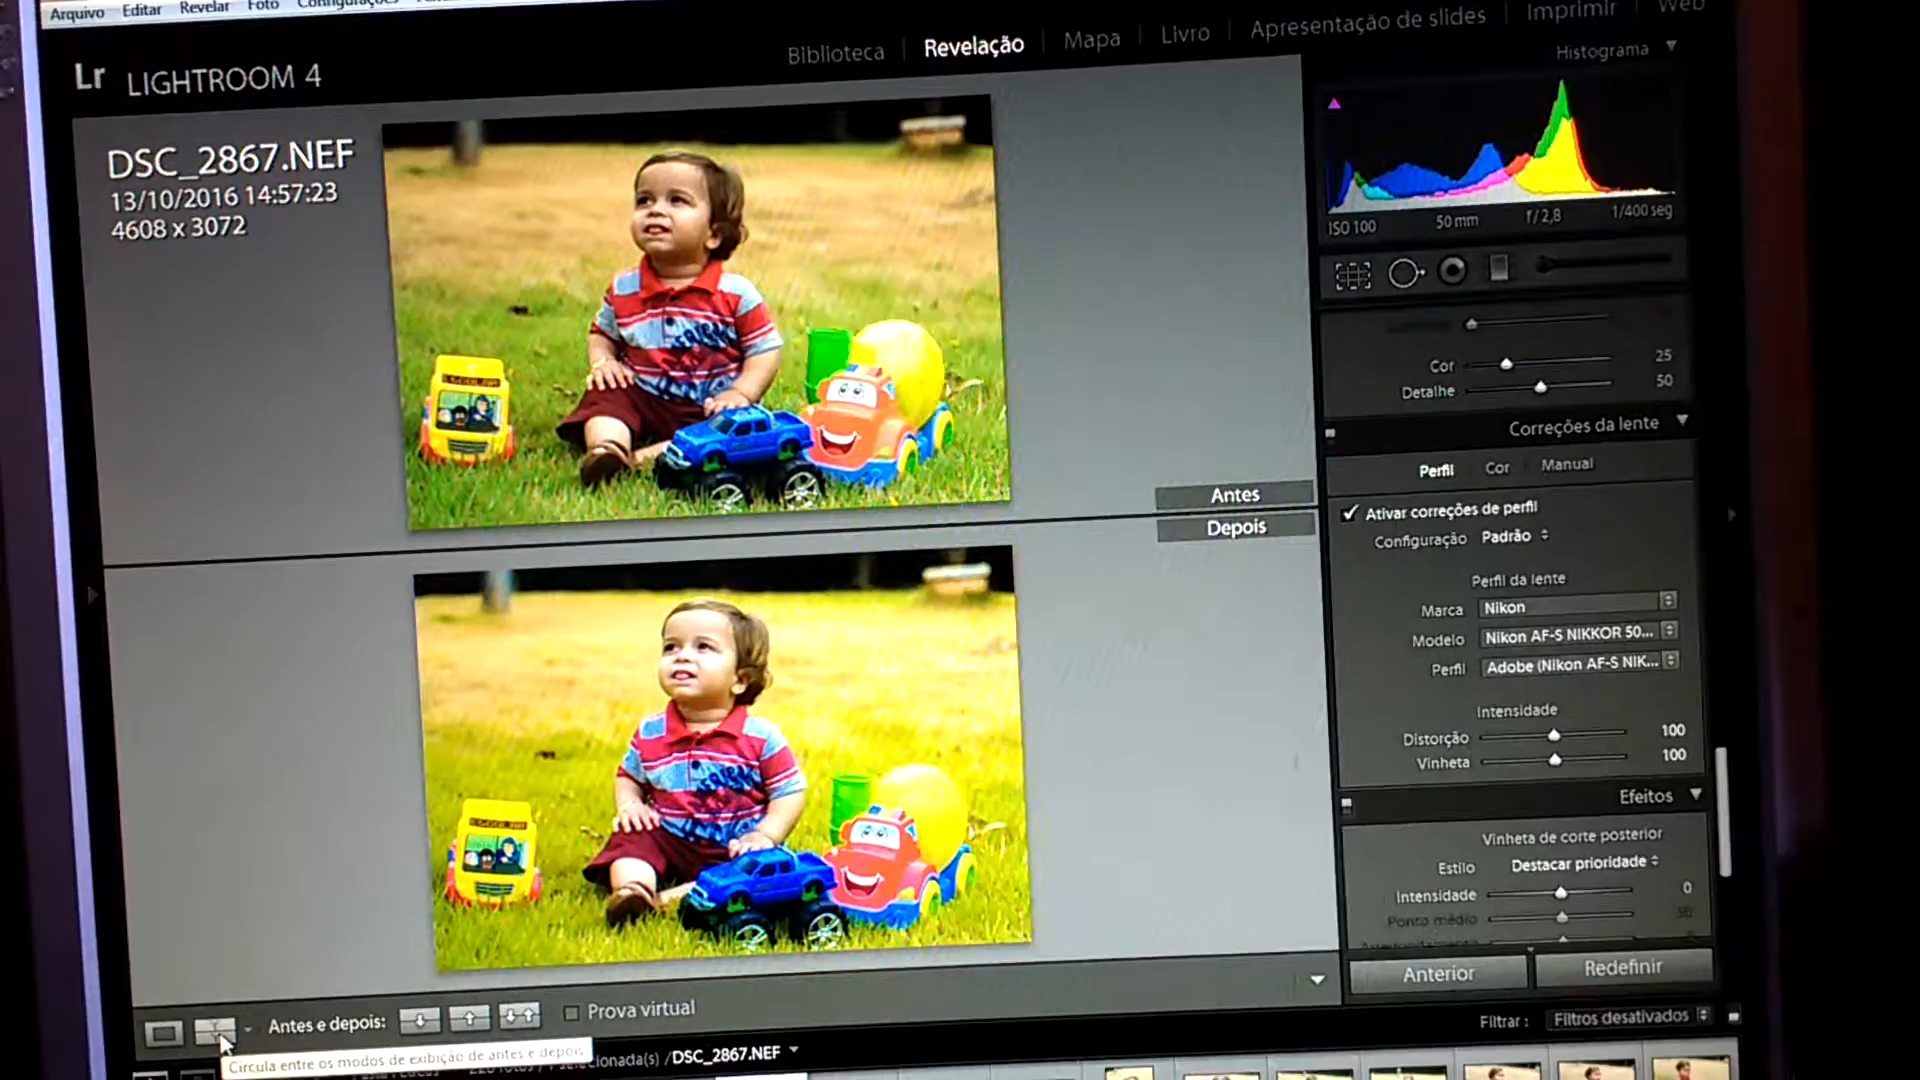 Arquivo Editar Revelar Foto Configurações
Lr LIGHTROOM 4
Biblioteca Revelação Mapa Livro Apresentação de slides Imprimir Web
Histograma
DSC_2867.NEF
13/10/2016 14:57:23
4608 x 3072
ISO 100 50 mm f/2,8 1/400 seg
Cor 25
Detalhe 50
Correções da lente
Perfil Cor Manual
Ativar correções de perfil
Configuração Padrão
Perfil da lente
Marca Nikon
Modelo Nikon AF-S NIKKOR 50...
Perfil Adobe (Nikon AF-S NIK...
Intensidade
Distorção 100
Vinheta 100
Efeitos
Vinheta de corte posterior
Estilo Destacar prioridade
Intensidade 0
Ponto médio 50
Anterior Redefinir
Antes
Depois
Antes e depois: Prova virtual
Filtrar : Filtros desativados
Circula entre os modos de exibição de antes e depois
cionada(s) /DSC_2867.NEF